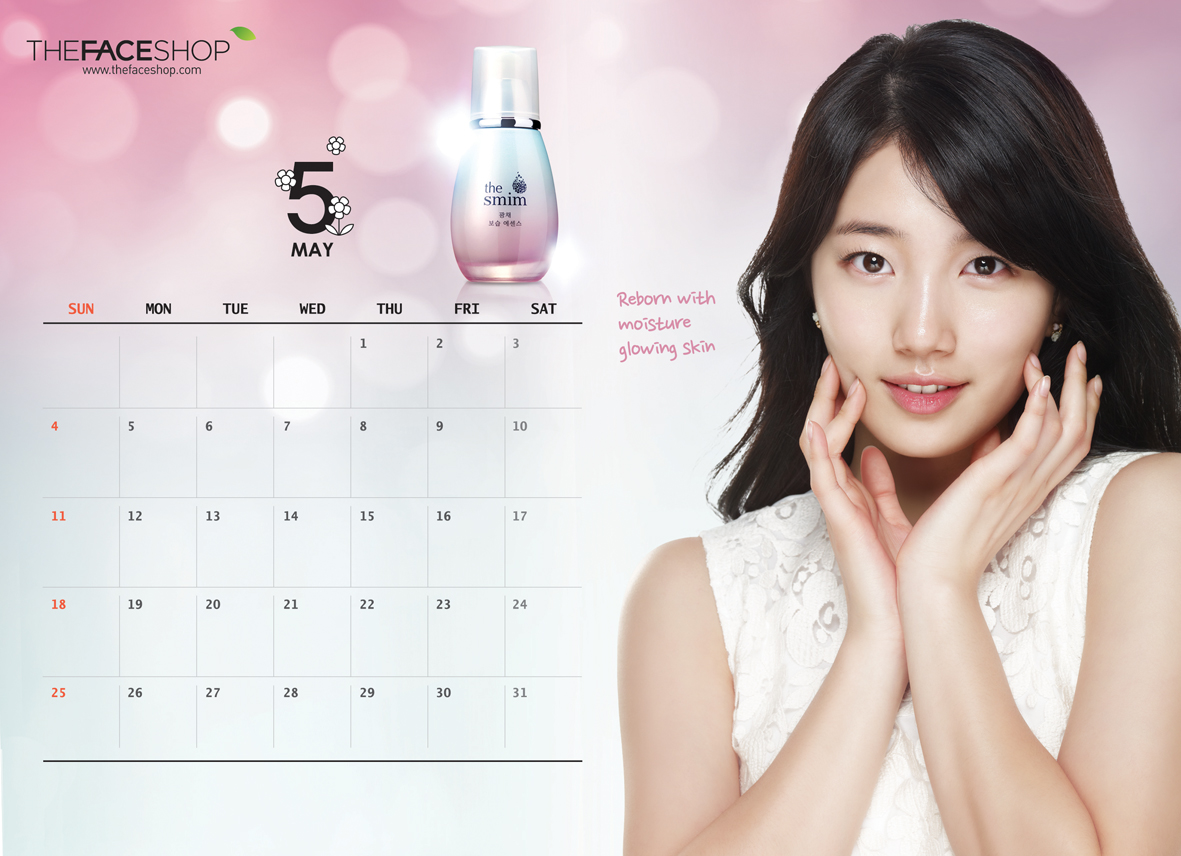 THEFACESHOP
www.thefaceshop.com
5
MAY
the
smim
광채
보습 에센스
Reborn with
moisture
glowing skin
SUN MON TUE WED THU FRI SAT
1 2 3
4 5 6 7 8 9 10
11 12 13 14 15 16 17
18 19 20 21 22 23 24
25 26 27 28 29 30 31